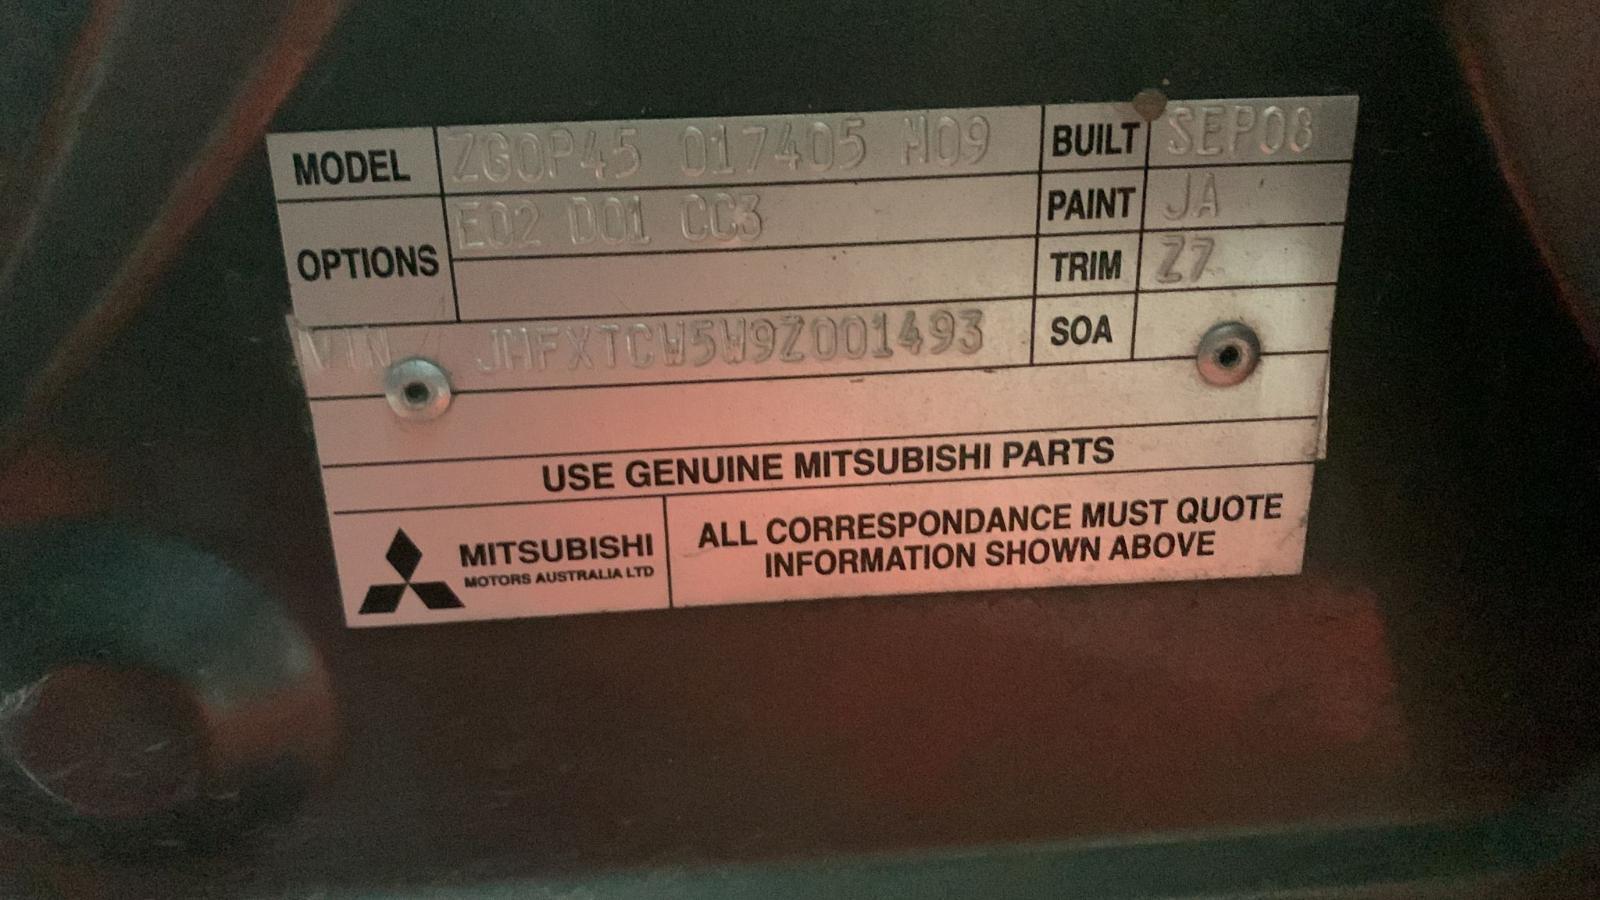 MODEL ZG0P45 017405 M09 BUILT SEP08
OPTIONS E02 D01 CC3 PAINT JA
TRIM Z7
VIN JMFXTCW5W9Z001493 SOA
USE GENUINE MITSUBISHI PARTS
MITSUBISHI
MOTORS AUSTRALIA LTD
ALL CORRESPONDANCE MUST QUOTE
INFORMATION SHOWN ABOVE